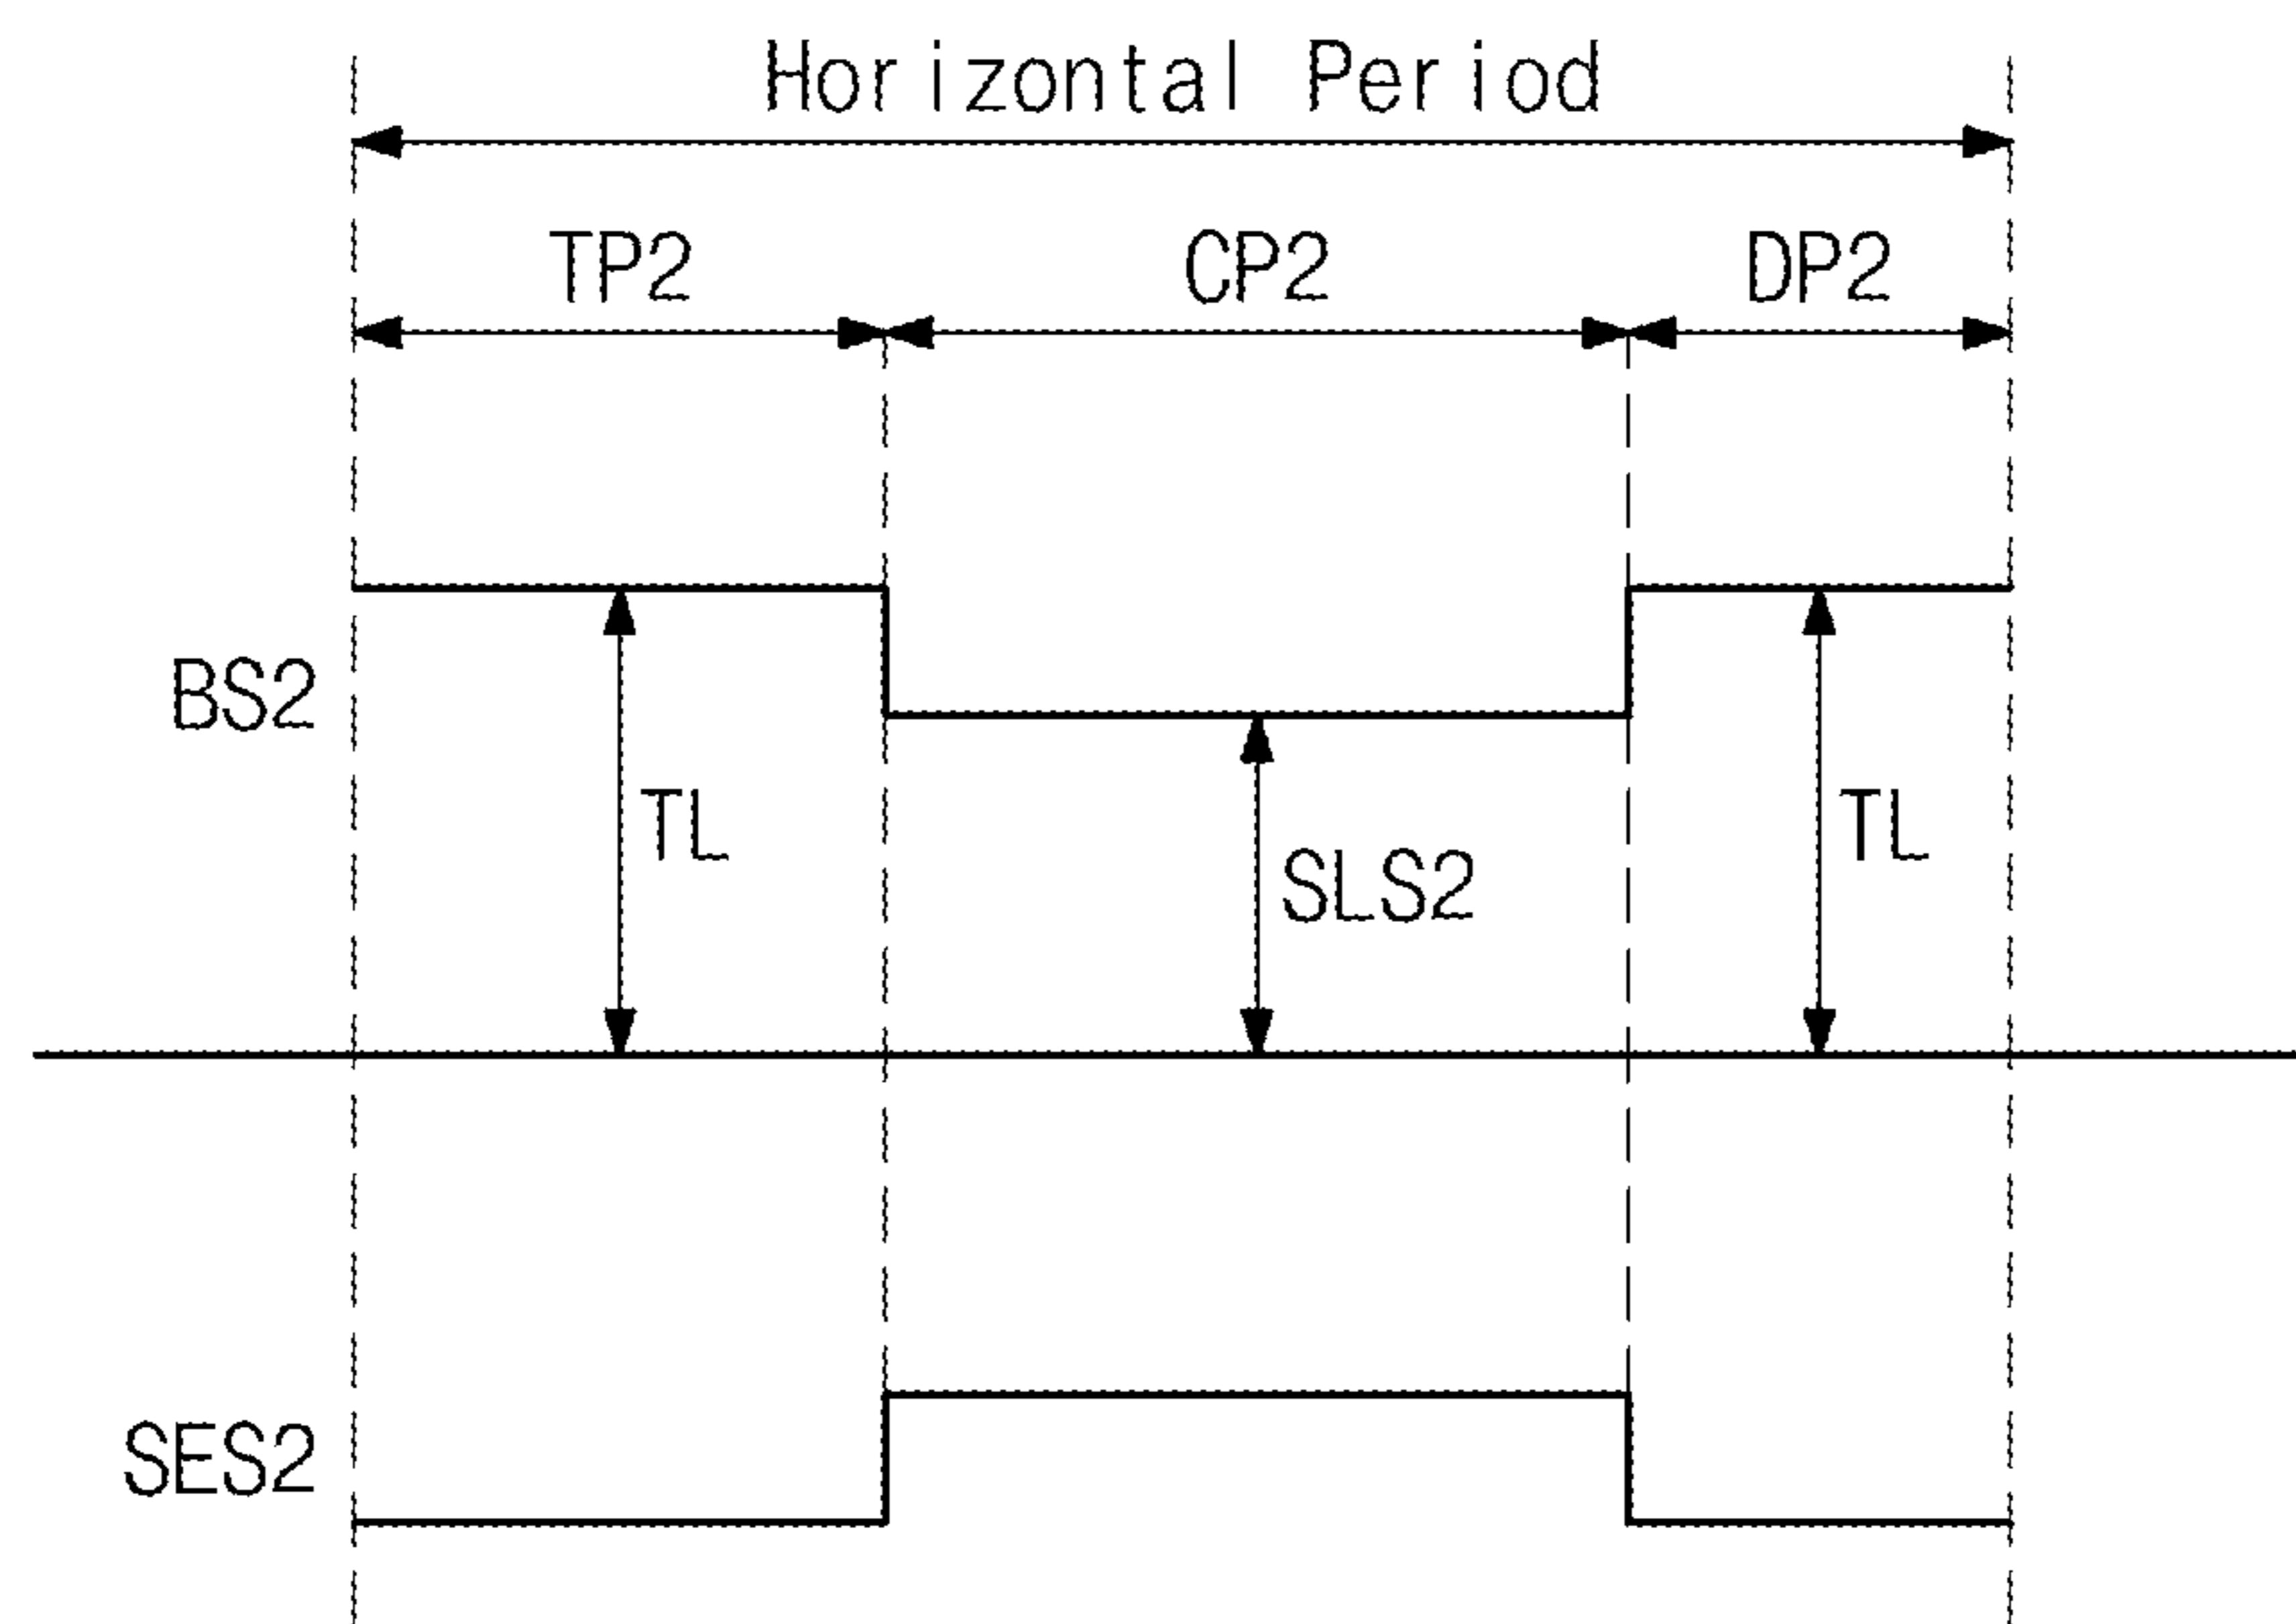 Horizontal Period
TP2 CP2 DP2
BS2
TL TL
SLS2
SES2